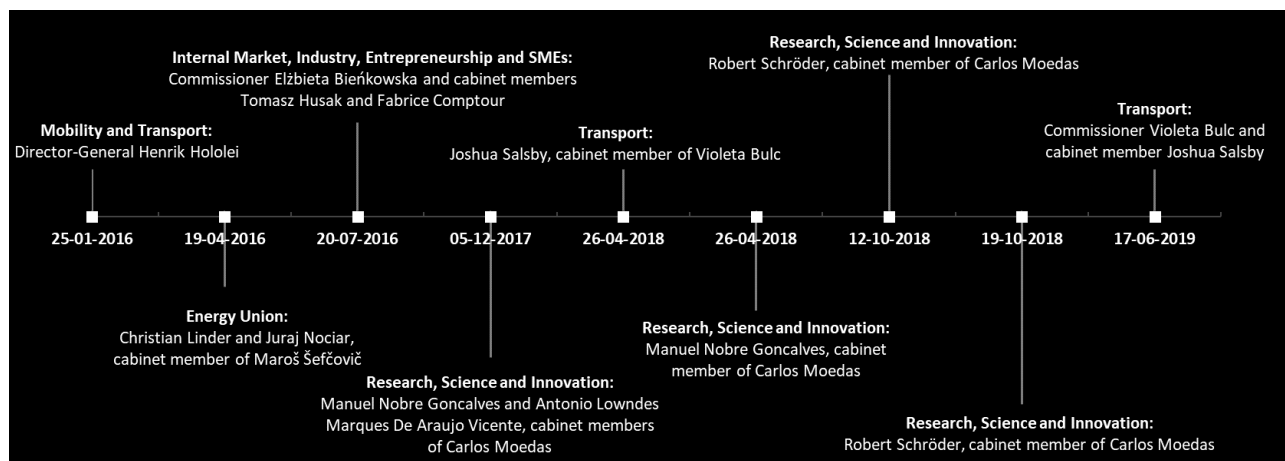 Mobility and Transport:
Director-General Henrik Hololei
25-01-2016
Energy Union:
Christian Linder and Juraj Nociar,
cabinet member of Maroš Šefčovič
19-04-2016
Internal Market, Industry, Entrepreneurship and SMEs:
Commissioner Elżbieta Bieńkowska and cabinet members
Tomasz Husak and Fabrice Comptour
20-07-2016
05-12-2017
Research, Science and Innovation:
Manuel Nobre Goncalves and Antonio Lowndes
Marques De Araujo Vicente, cabinet members
of Carlos Moedas
Transport:
Joshua Salsby, cabinet member of Violeta Bulc
26-04-2018
26-04-2018
Research, Science and Innovation:
Manuel Nobre Goncalves, cabinet
member of Carlos Moedas
Research, Science and Innovation:
Robert Schröder, cabinet member of Carlos Moedas
12-10-2018
19-10-2018
Research, Science and Innovation:
Robert Schröder, cabinet member of Carlos Moedas
Transport:
Commissioner Violeta Bulc and
cabinet member Joshua Salsby
17-06-2019